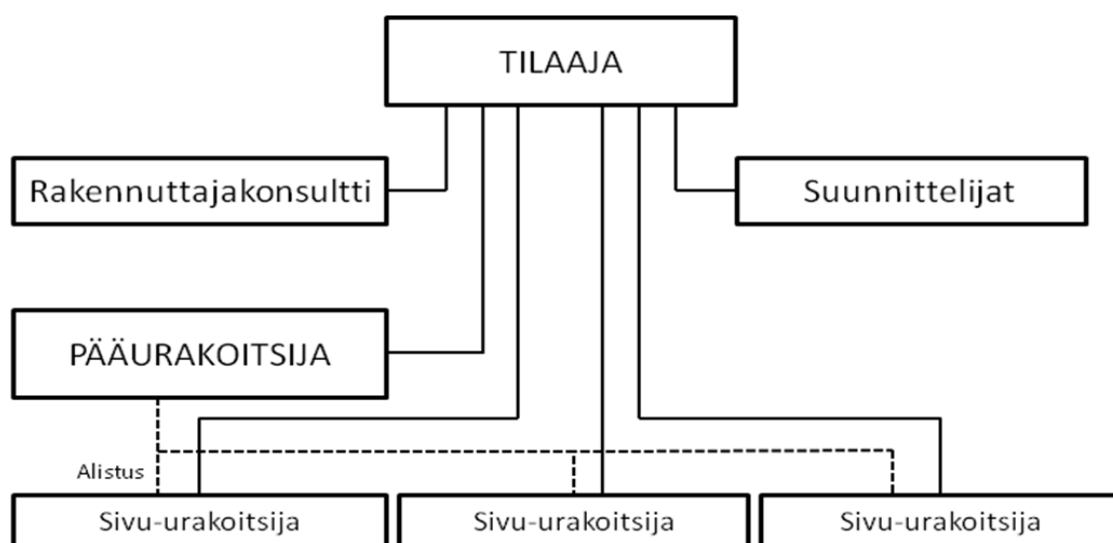 TILAAJA
Rakennuttajakonsultti
Suunnittelijat
PÄÄURAKOITSIJA
Alistus
Sivu-urakoitsija
Sivu-urakoitsija
Sivu-urakoitsija